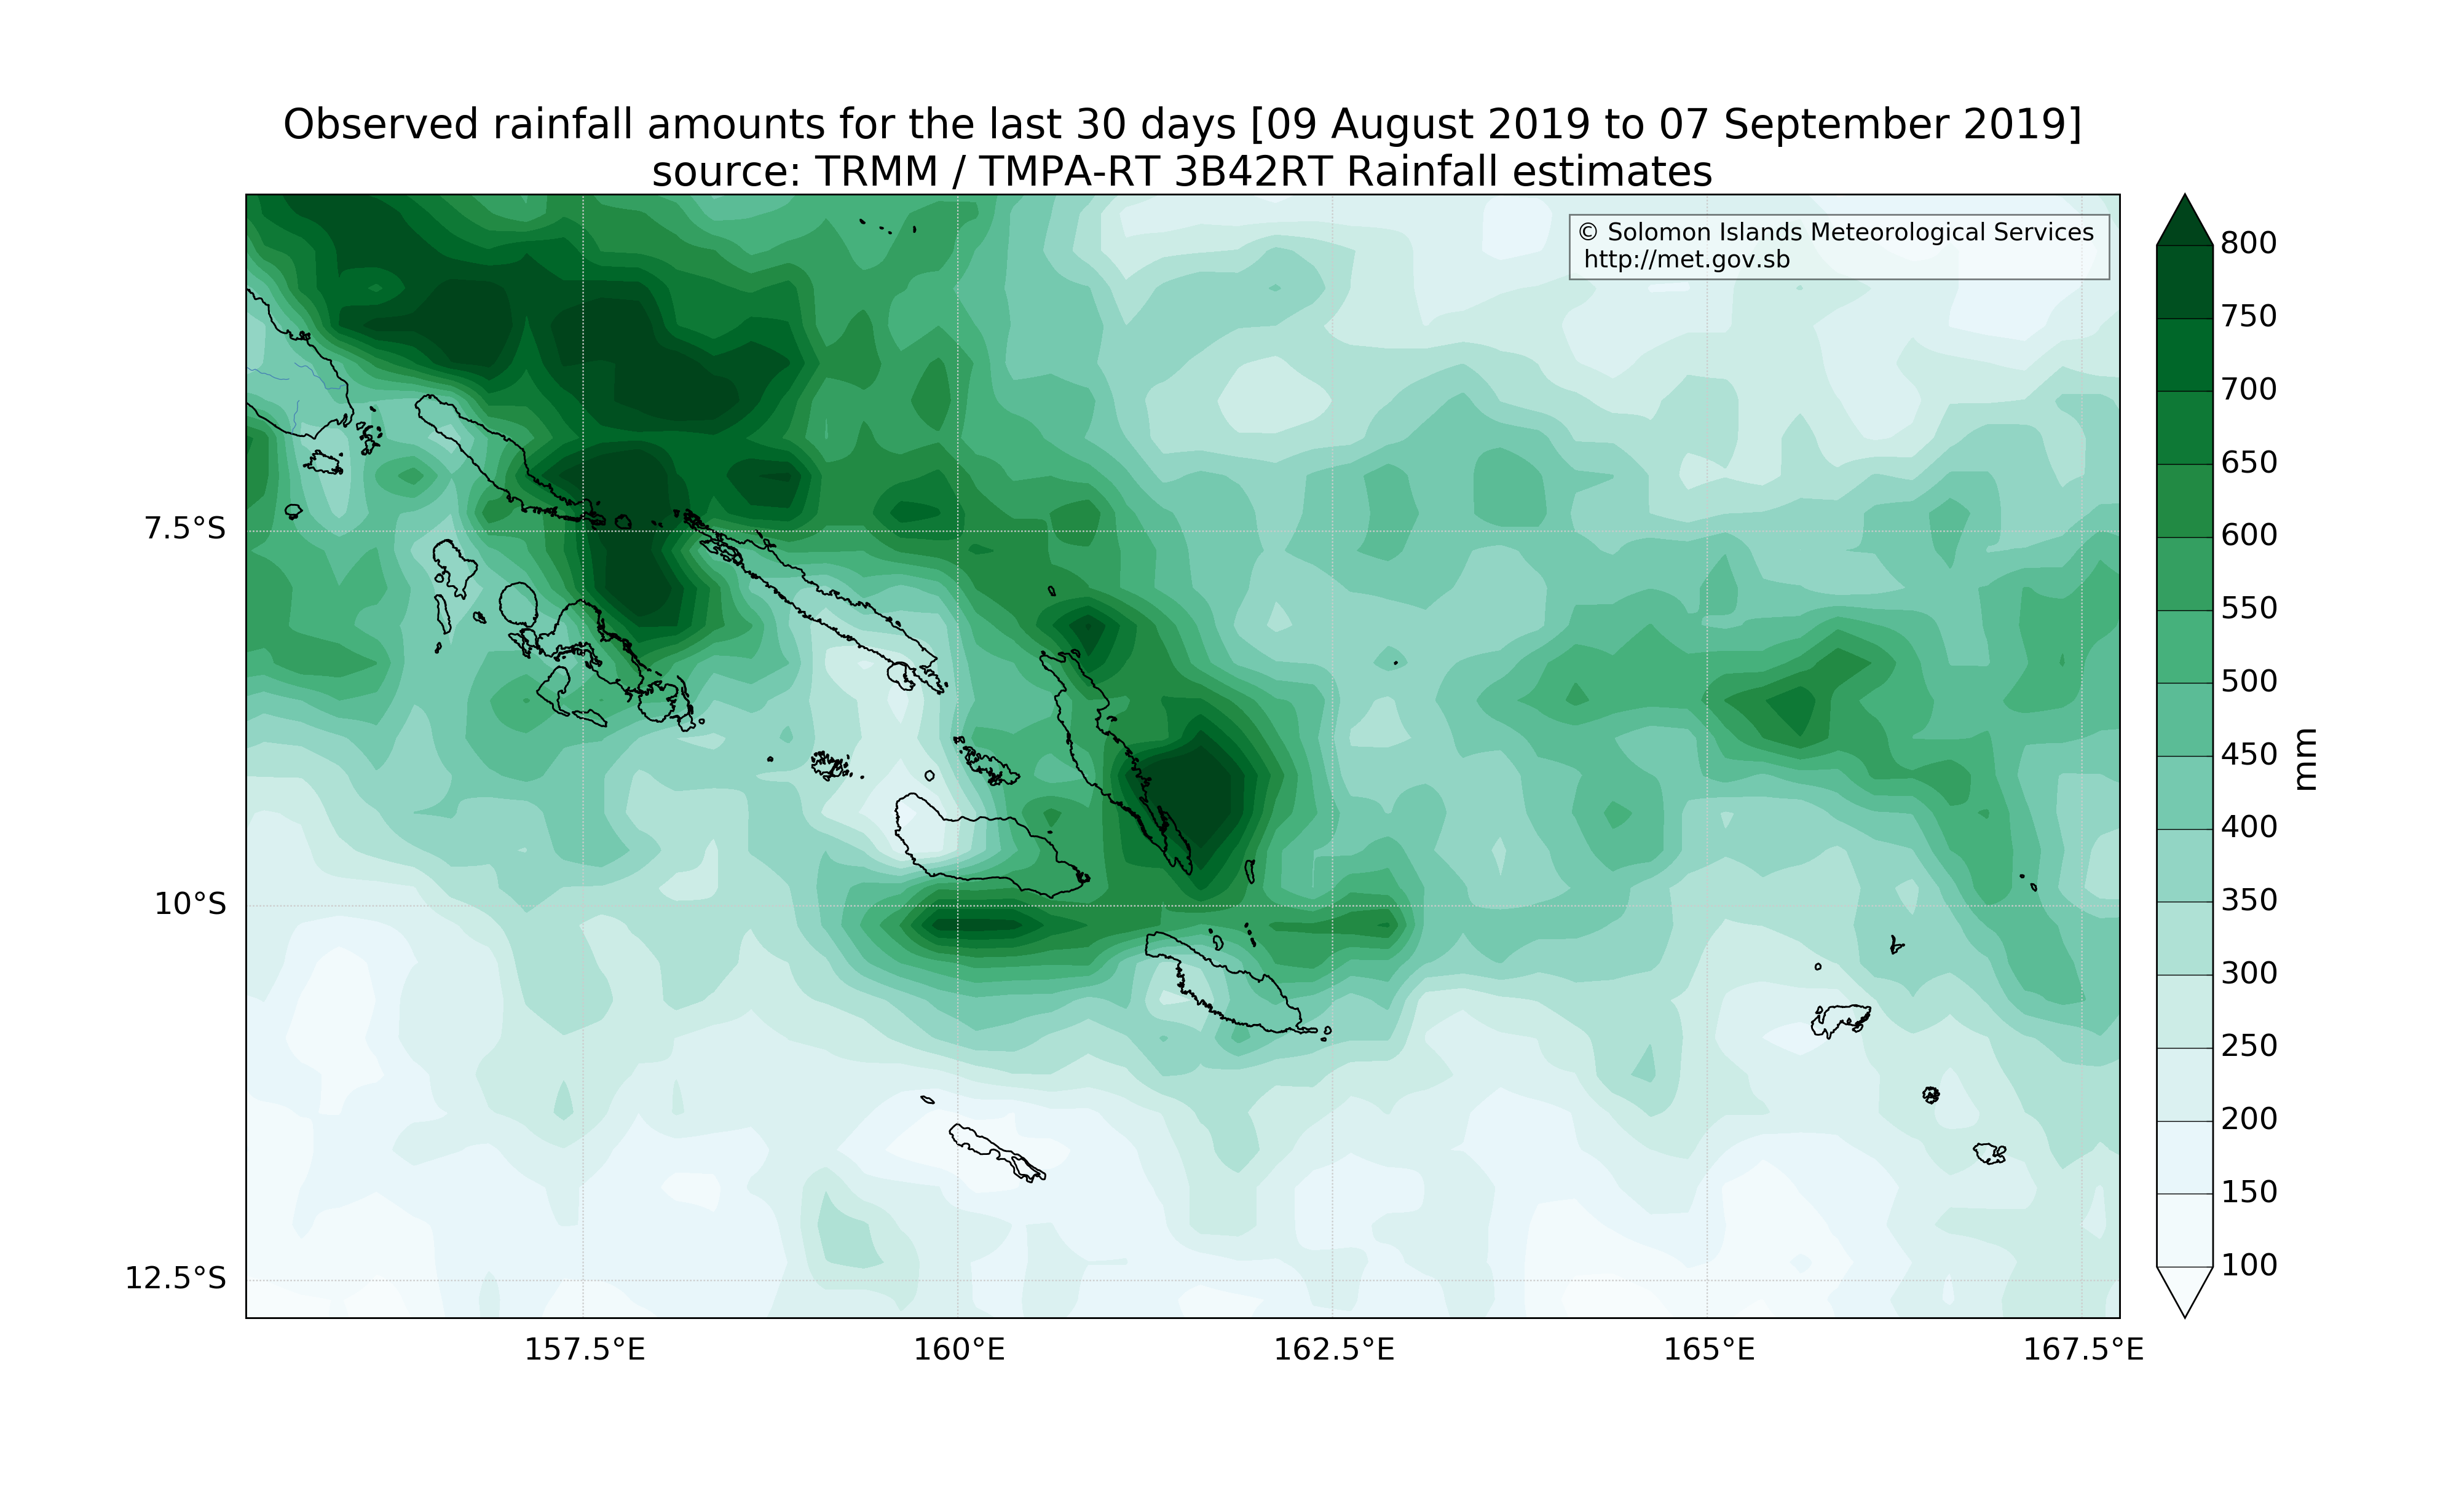 Observed rainfall amounts for the last 30 days [09 August 2019 to 07 September 2019]
source: TRMM / TMPA-RT 3B42RT Rainfall estimates
© Solomon Islands Meteorological Services
http://met.gov.sb
7.5°S
10°S
12.5°S
157.5°E
160°E
162.5°E
165°E
167.5°E
800
750
700
650
600
550
500
450
400
350
300
250
200
150
100
mm